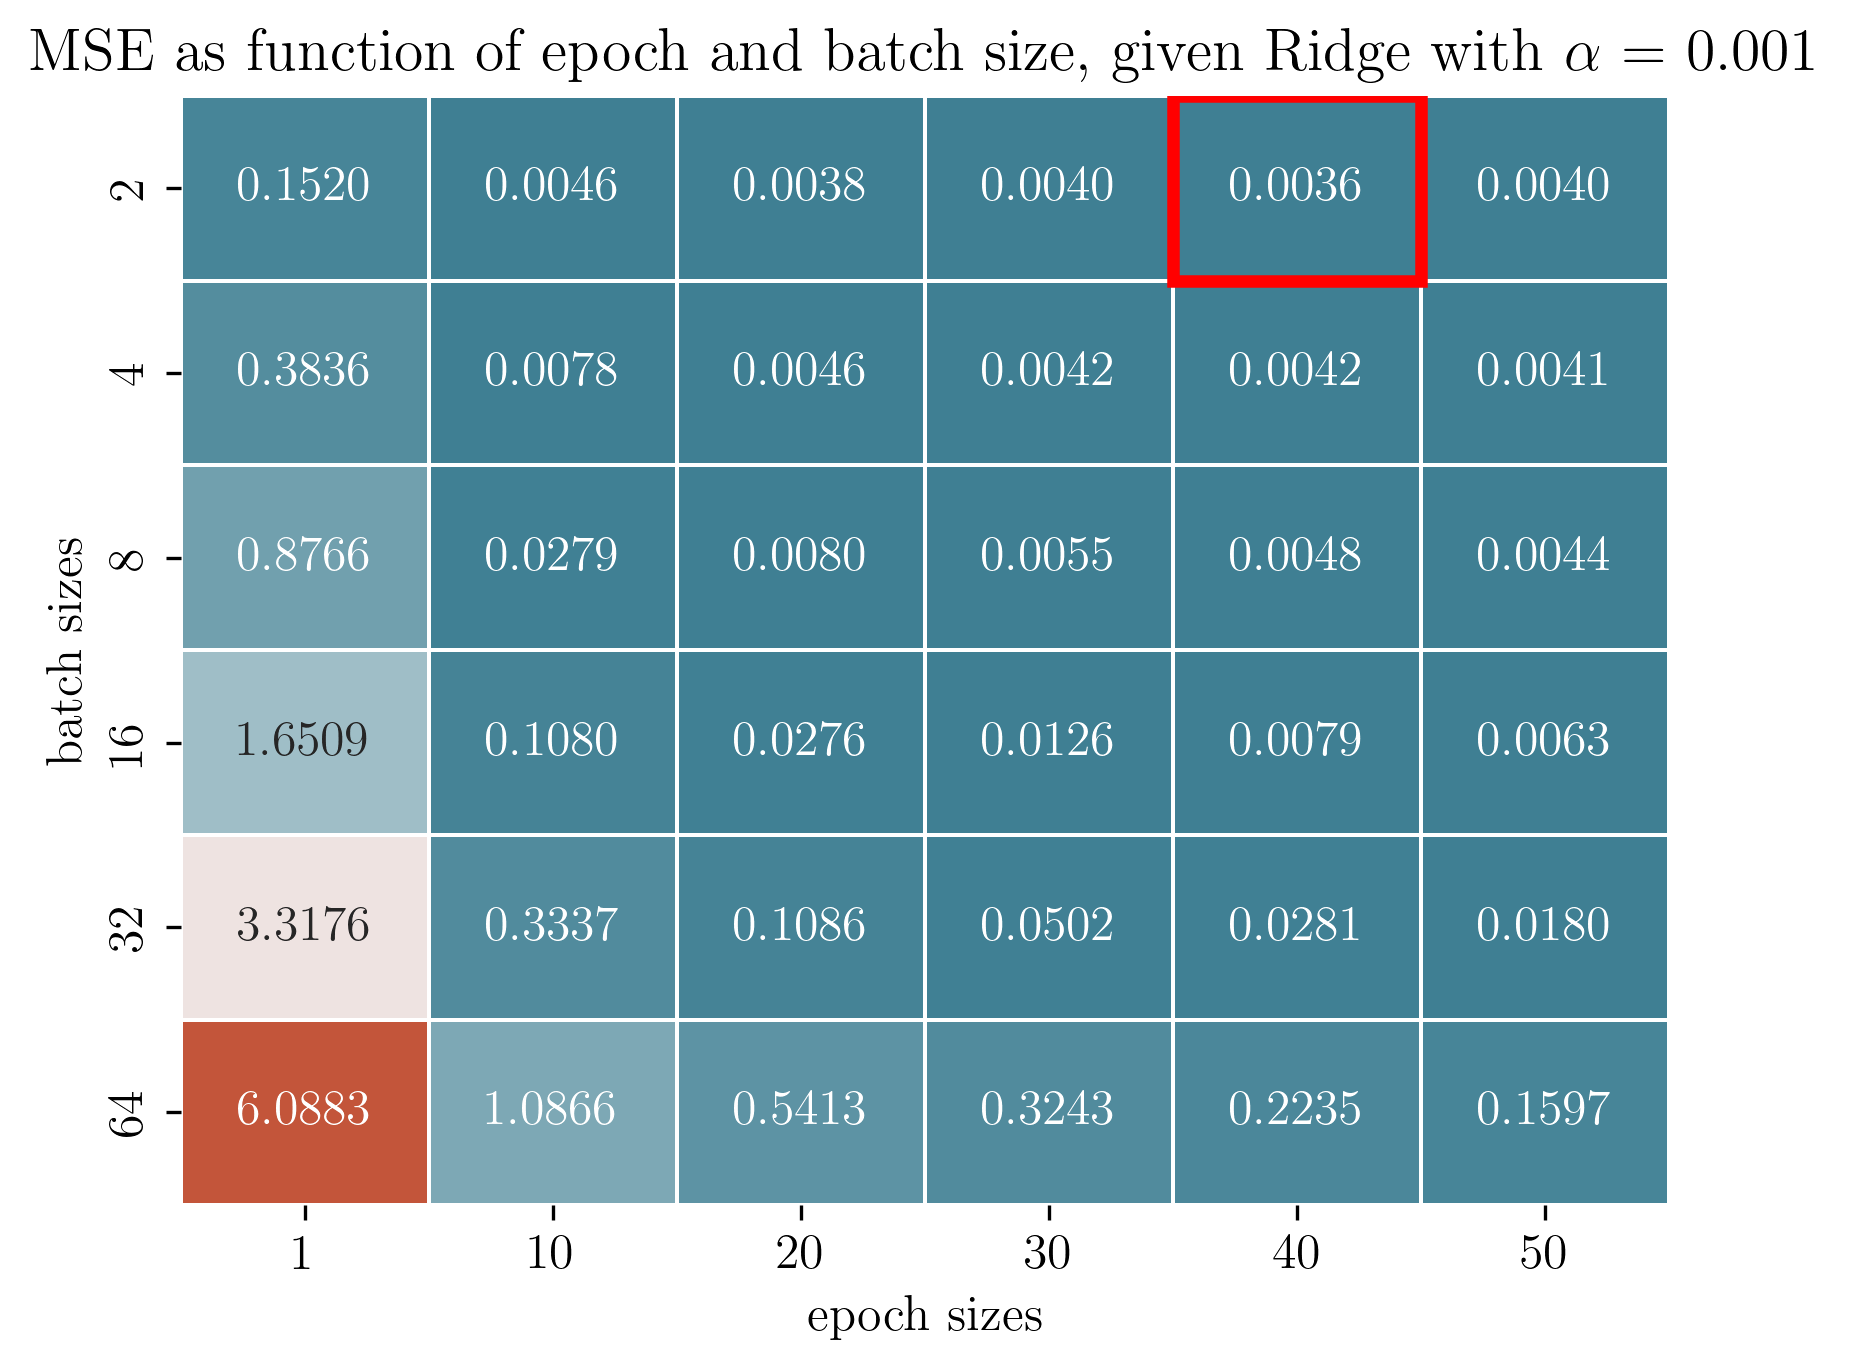 MSE as function of epoch and batch size, given Ridge with α = 0.001
2 0.1520 0.0046 0.0038 0.0040 0.0036 0.0040
4 0.3836 0.0078 0.0046 0.0042 0.0042 0.0041
8 0.8766 0.0279 0.0080 0.0055 0.0048 0.0044
16 1.6509 0.1080 0.0276 0.0126 0.0079 0.0063
32 3.3176 0.3337 0.1086 0.0502 0.0281 0.0180
64 6.0883 1.0866 0.5413 0.3243 0.2235 0.1597
batch sizes
1 10 20 30 40 50
epoch sizes